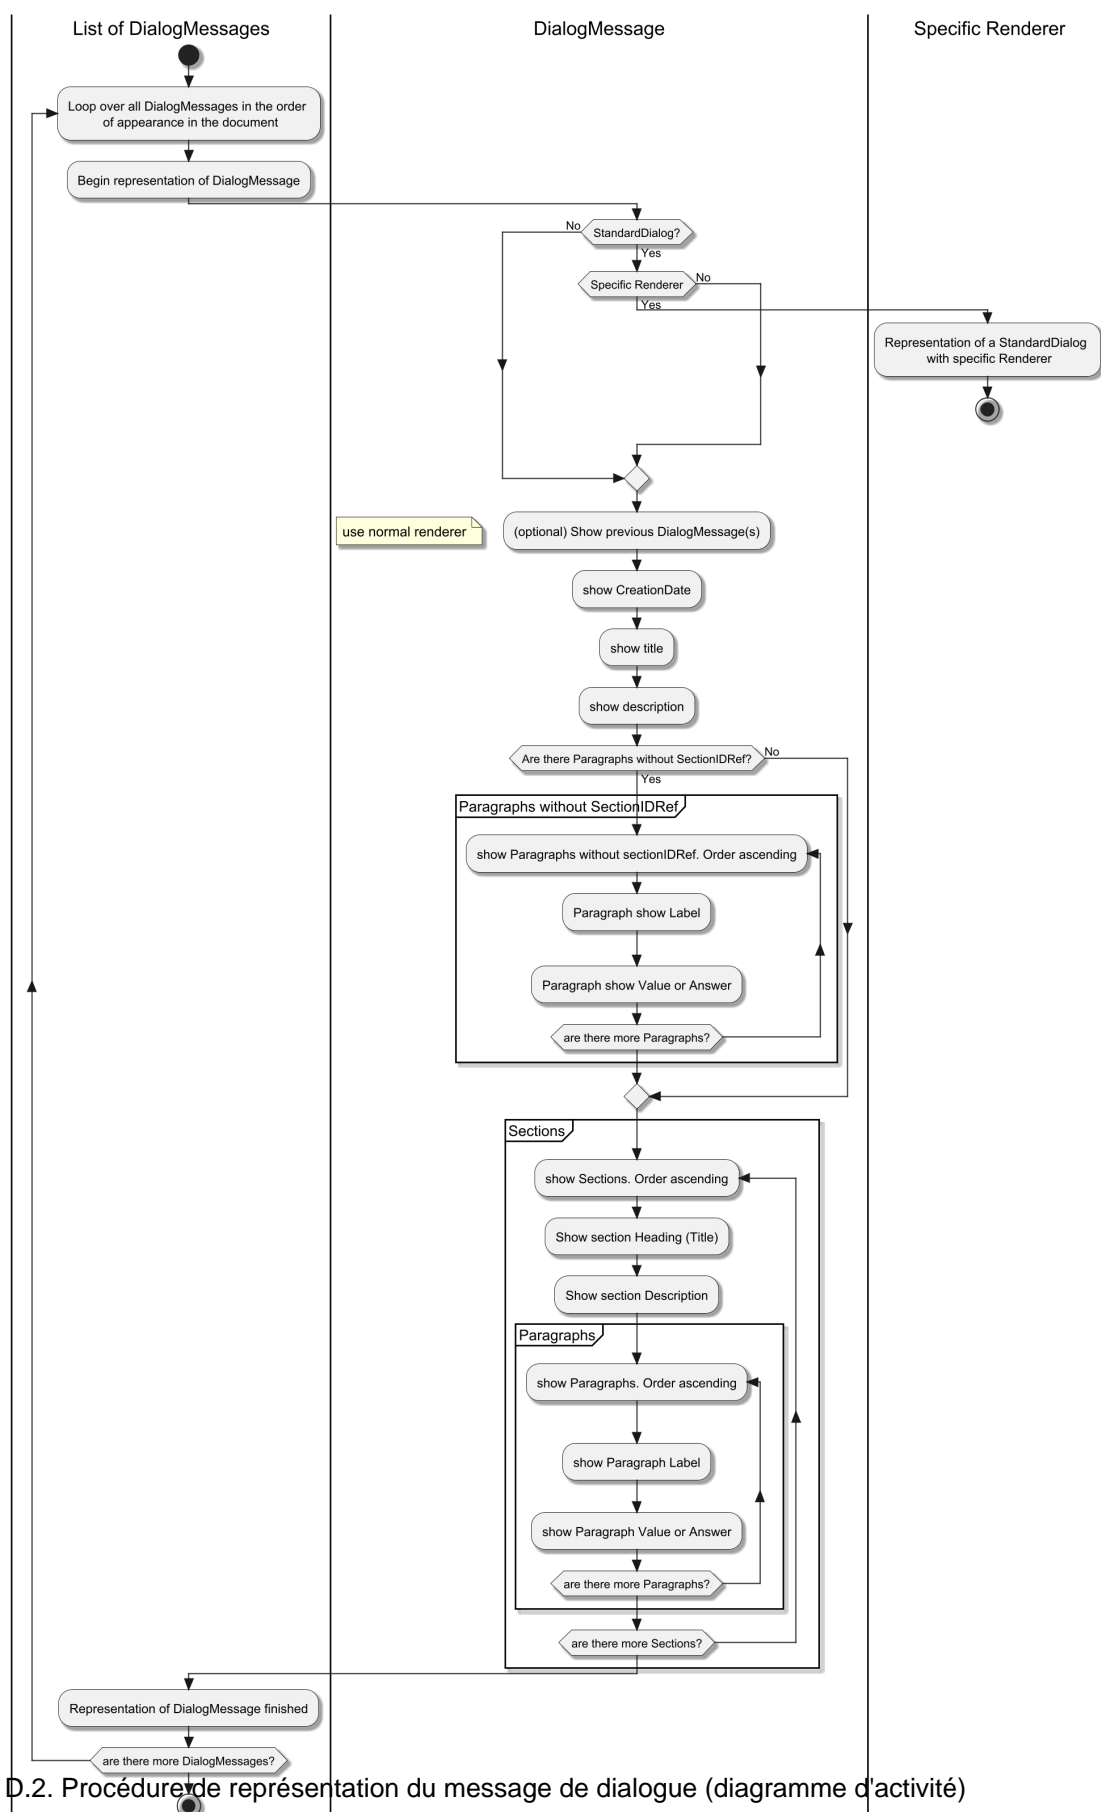 List of DialogMessages
DialogMessage
Specific Renderer
Loop over all DialogMessages in the order
of appearance in the document
Begin representation of DialogMessage
No
StandardDialog?
Yes
Specific Renderer
No
Yes
Representation of a StandardDialog
with specific Renderer
use normal renderer
(optional) Show previous DialogMessage(s)
show CreationDate
show title
show description
Are there Paragraphs without SectionIDRef?
No
Yes
Paragraphs without SectionIDRef
show Paragraphs without sectionIDRef. Order ascending
Paragraph show Label
Paragraph show Value or Answer
are there more Paragraphs?
Sections
show Sections. Order ascending
Show section Heading (Title)
Show section Description
Paragraphs
show Paragraphs. Order ascending
show Paragraph Label
show Paragraph Value or Answer
are there more Paragraphs?
are there more Sections?
Representation of DialogMessage finished
are there more DialogMessages?
D.2. Procédure de représentation du message de dialogue (diagramme d'activité)